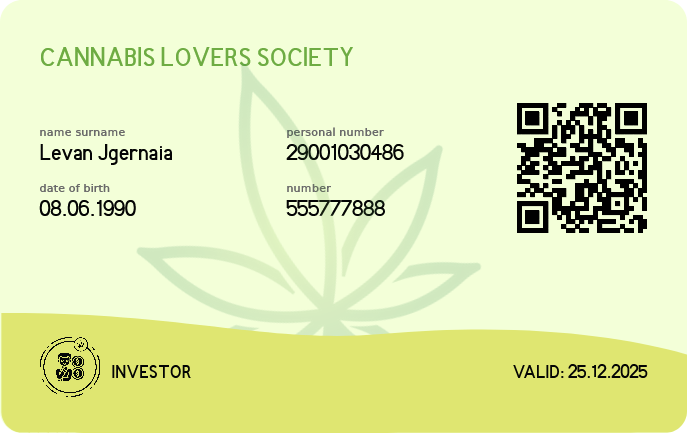 CANNABIS LOVERS SOCIETY
name surname
Levan Jgernaia
personal number
29001030486
date of birth
08.06.1990
number
555777888
INVESTOR
VALID: 25.12.2025